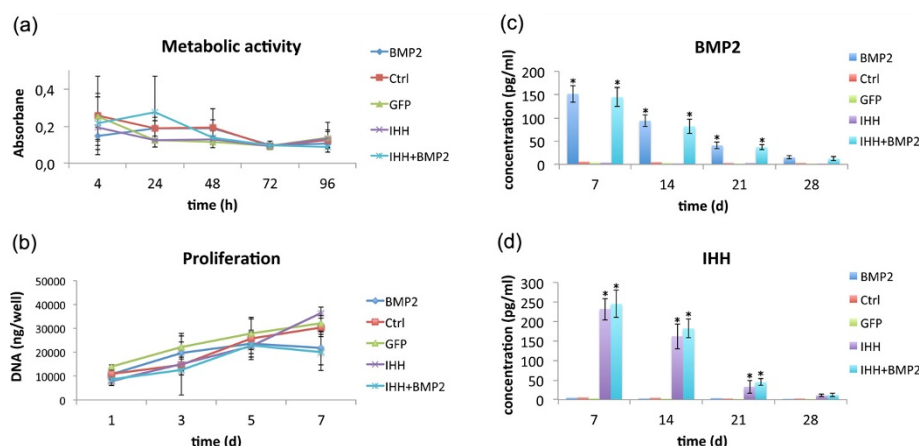 (a)
Metabolic activity
Absorbane
0,4
0,2
0,0
4 24 48 72 96
time (h)
BMP2
Ctrl
GFP
IHH
IHH+BMP2
(b)
Proliferation
DNA (ng/well)
50000
40000
30000
20000
10000
0
1 3 5 7
time (d)
BMP2
Ctrl
GFP
IHH
IHH+BMP2
(c)
BMP2
concentration (pg/ml)
200
150
100
50
0
* * * * * *
7 14 21 28
time (d)
BMP2
Ctrl
GFP
IHH
IHH+BMP2
(d)
IHH
concentration (pg/ml)
300
250
200
150
100
50
0
* * * * * *
7 14 21 28
time (d)
BMP2
Ctrl
GFP
IHH
IHH+BMP2